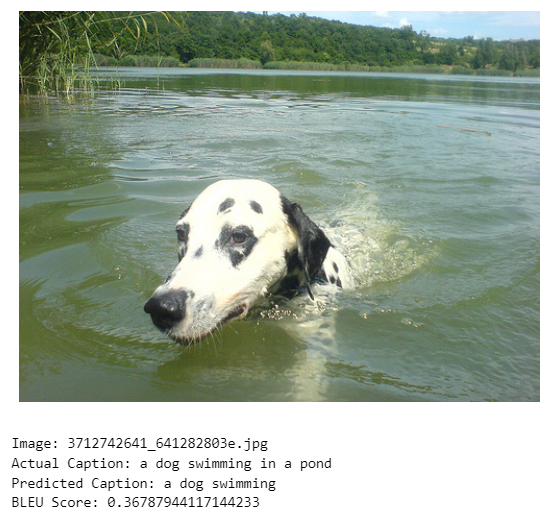 Image: 3712742641_641282803e.jpg
Actual Caption: a dog swimming in a pond
Predicted Caption: a dog swimming
BLEU Score: 0.36787944117144233